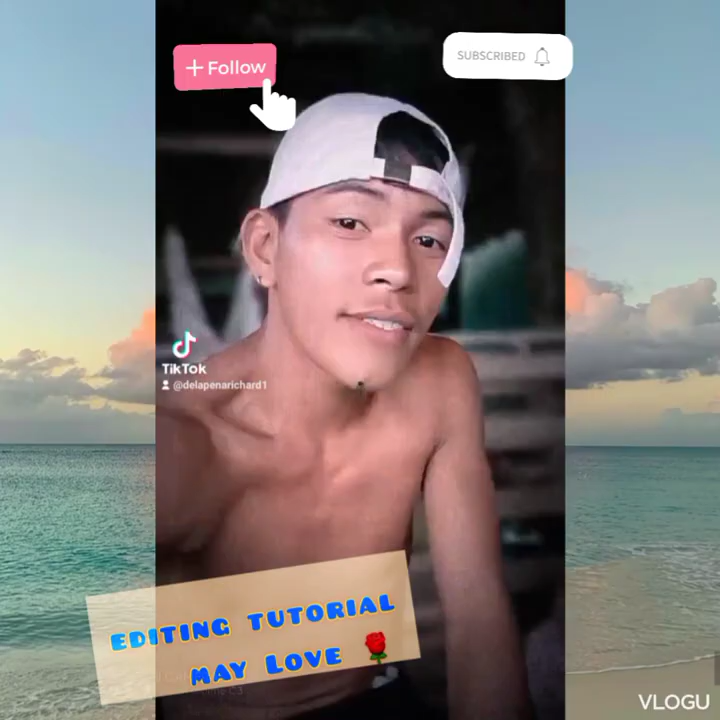 + Follow
SUBSCRIBED
TikTok
@delapenarichard1
EDITING TUTORIAL
MAY LOVE 🌹
VLOGU